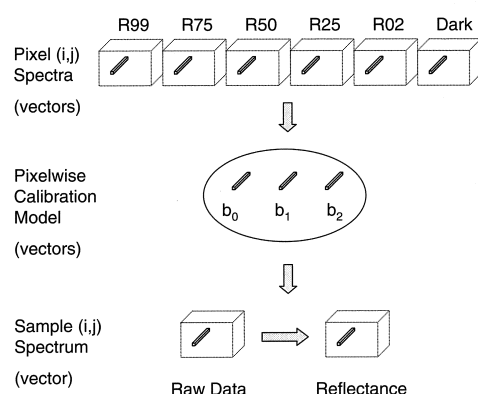 R99 R75 R50 R25 R02 Dark
Pixel (i,j)
Spectra
(vectors)
Pixelwise
Calibration
Model
(vectors)
b0 b1 b2
Sample (i,j)
Spectrum
(vector)
Raw Data Reflectance